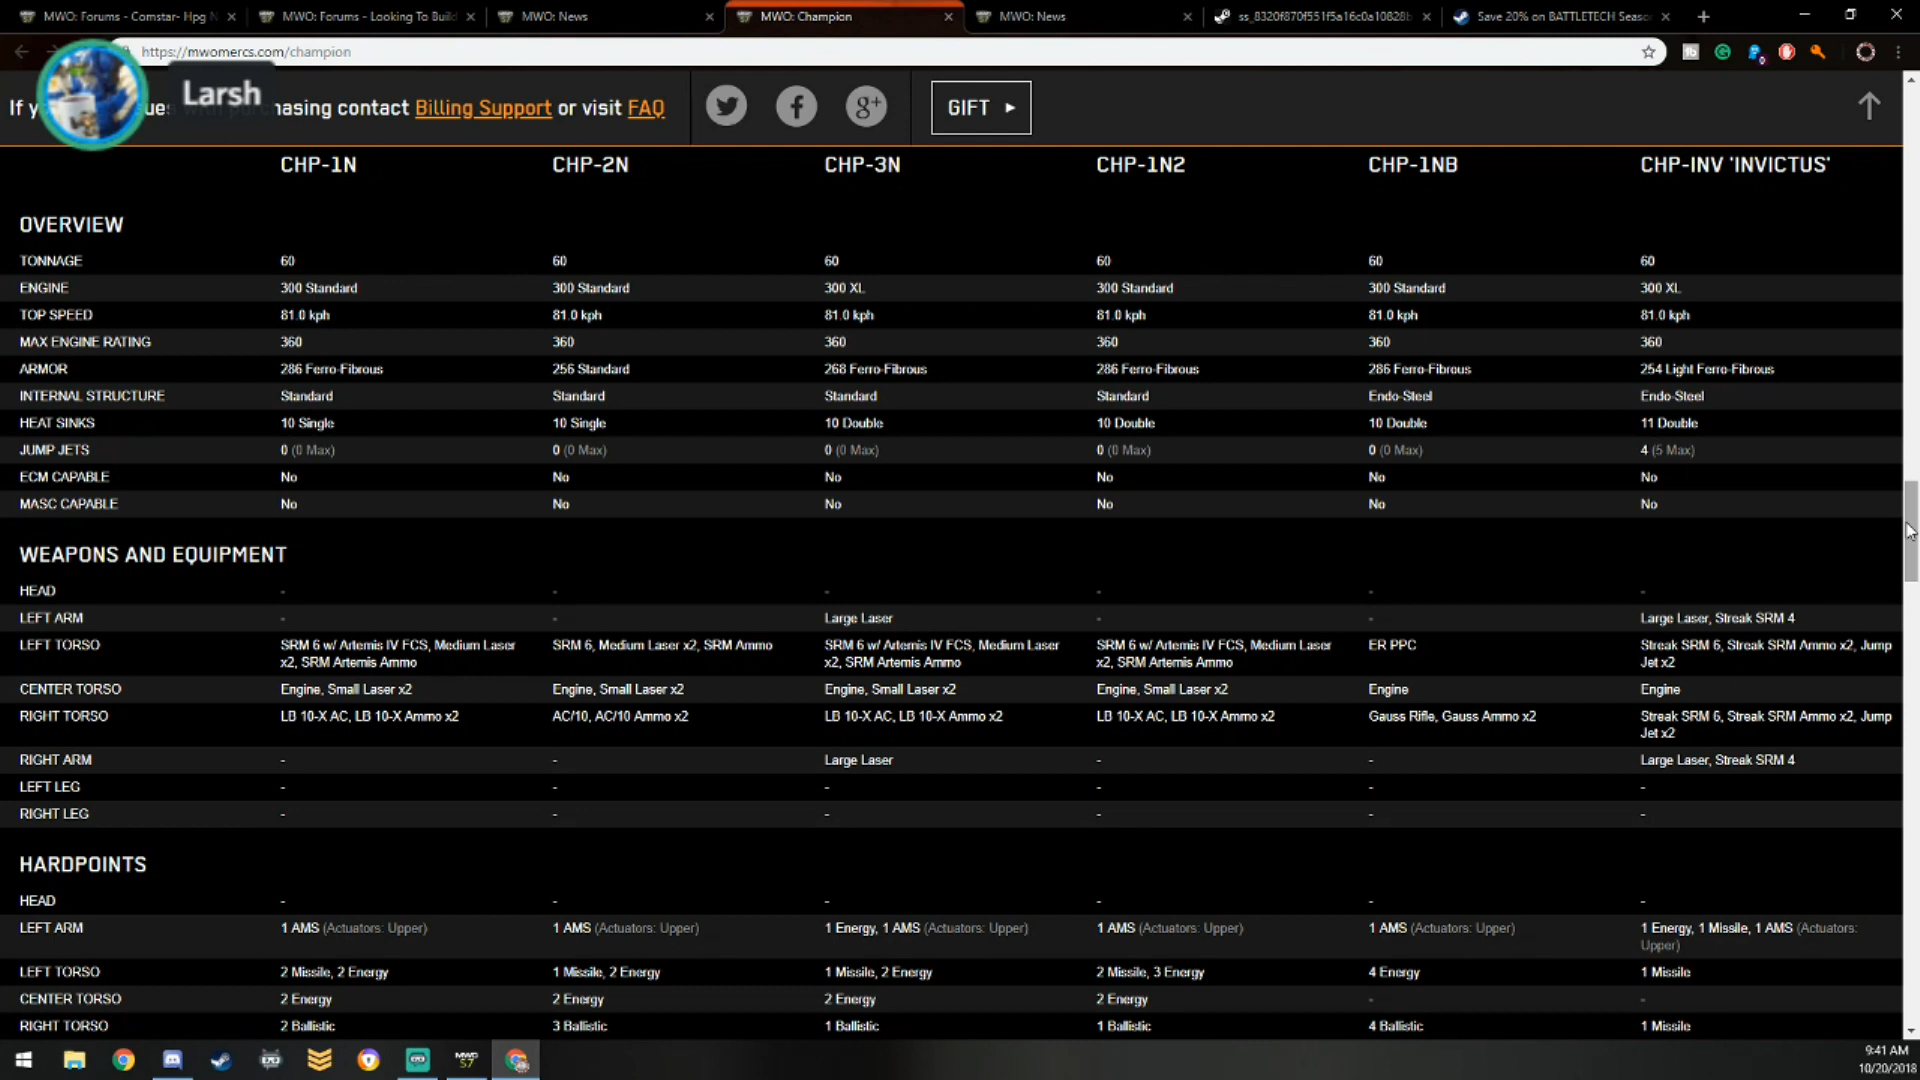 MWO: Forums - Comstar- Hpg N
MWO: Forums - Looking To Build
MWO: News
MWO: Champion
MWO: News
ss_8320f870f551f5a16c0a10828b
Save 20% on BATTLETECH Seaso
https://mwomercs.com/champion
Larsh
If y ues purchasing contact Billing Support or visit FAQ
GIFT
CHP-1N CHP-2N CHP-3N CHP-1N2 CHP-1NB CHP-INV 'INVICTUS'
OVERVIEW
TONNAGE 60 60 60 60 60 60
ENGINE 300 Standard 300 Standard 300 XL 300 Standard 300 Standard 300 XL
TOP SPEED 81.0 kph 81.0 kph 81.0 kph 81.0 kph 81.0 kph 81.0 kph
MAX ENGINE RATING 360 360 360 360 360 360
ARMOR 286 Ferro-Fibrous 256 Standard 268 Ferro-Fibrous 286 Ferro-Fibrous 286 Ferro-Fibrous 254 Light Ferro-Fibrous
INTERNAL STRUCTURE Standard Standard Standard Standard Endo-Steel Endo-Steel
HEAT SINKS 10 Single 10 Single 10 Double 10 Double 10 Double 11 Double
JUMP JETS 0 (0 Max) 0 (0 Max) 0 (0 Max) 0 (0 Max) 0 (0 Max) 4 (5 Max)
ECM CAPABLE No No No No No No
MASC CAPABLE No No No No No No
WEAPONS AND EQUIPMENT
HEAD - - - - - -
LEFT ARM - - Large Laser - - Large Laser, Streak SRM 4
LEFT TORSO SRM 6 w/ Artemis IV FCS, Medium Laser SRM 6, Medium Laser x2, SRM Ammo SRM 6 w/ Artemis IV FCS, Medium Laser SRM 6 w/ Artemis IV FCS, Medium Laser ER PPC Streak SRM 6, Streak SRM Ammo x2, Jump
x2, SRM Artemis Ammo x2, SRM Artemis Ammo x2, SRM Artemis Ammo Jet x2
CENTER TORSO Engine, Small Laser x2 Engine, Small Laser x2 Engine, Small Laser x2 Engine, Small Laser x2 Engine Engine
RIGHT TORSO LB 10-X AC, LB 10-X Ammo x2 AC/10, AC/10 Ammo x2 LB 10-X AC, LB 10-X Ammo x2 LB 10-X AC, LB 10-X Ammo x2 Gauss Rifle, Gauss Ammo x2 Streak SRM 6, Streak SRM Ammo x2, Jump
Jet x2
RIGHT ARM - - Large Laser - - Large Laser, Streak SRM 4
LEFT LEG - - - - - -
RIGHT LEG - - - - - -
HARDPOINTS
HEAD - - - - - -
LEFT ARM 1 AMS (Actuators: Upper) 1 AMS (Actuators: Upper) 1 Energy, 1 AMS (Actuators: Upper) 1 AMS (Actuators: Upper) 1 AMS (Actuators: Upper) 1 Energy, 1 Missile, 1 AMS (Actuators:
Upper)
LEFT TORSO 2 Missile, 2 Energy 1 Missile, 2 Energy 1 Missile, 2 Energy 2 Missile, 3 Energy 4 Energy 1 Missile
CENTER TORSO 2 Energy 2 Energy 2 Energy 2 Energy - -
RIGHT TORSO 2 Ballistic 3 Ballistic 1 Ballistic 1 Ballistic 4 Ballistic 1 Missile
MWO
S7
9:41 AM
10/20/2018